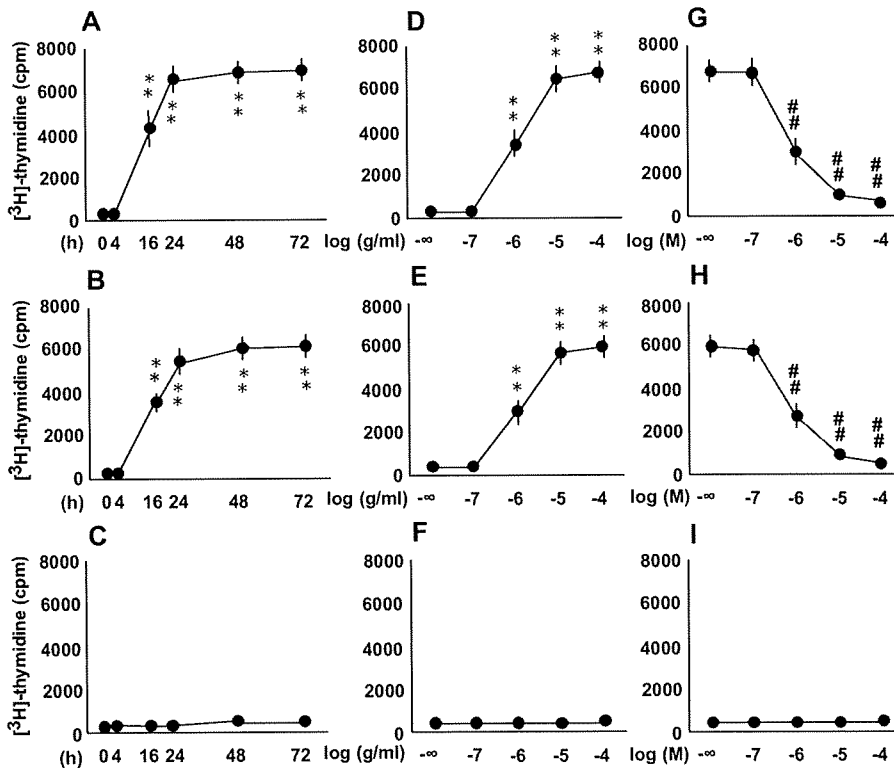 A
[³H]-thymidine (cpm)
8000
6000
4000
2000
0
(h)
0 4 16 24 48 72
** ** ** **
D
8000
6000
4000
2000
0
log (g/ml)
-∞ -7 -6 -5 -4
** ** **
G
8000
6000
4000
2000
0
log (M)
-∞ -7 -6 -5 -4
## ## ##
B
[³H]-thymidine (cpm)
8000
6000
4000
2000
0
(h)
0 4 16 24 48 72
** ** ** **
E
8000
6000
4000
2000
0
log (g/ml)
-∞ -7 -6 -5 -4
** ** **
H
8000
6000
4000
2000
0
log (M)
-∞ -7 -6 -5 -4
## ## ##
C
[³H]-thymidine (cpm)
8000
6000
4000
2000
0
(h)
0 4 16 24 48 72
F
8000
6000
4000
2000
0
log (g/ml)
-∞ -7 -6 -5 -4
I
8000
6000
4000
2000
0
log (M)
-∞ -7 -6 -5 -4